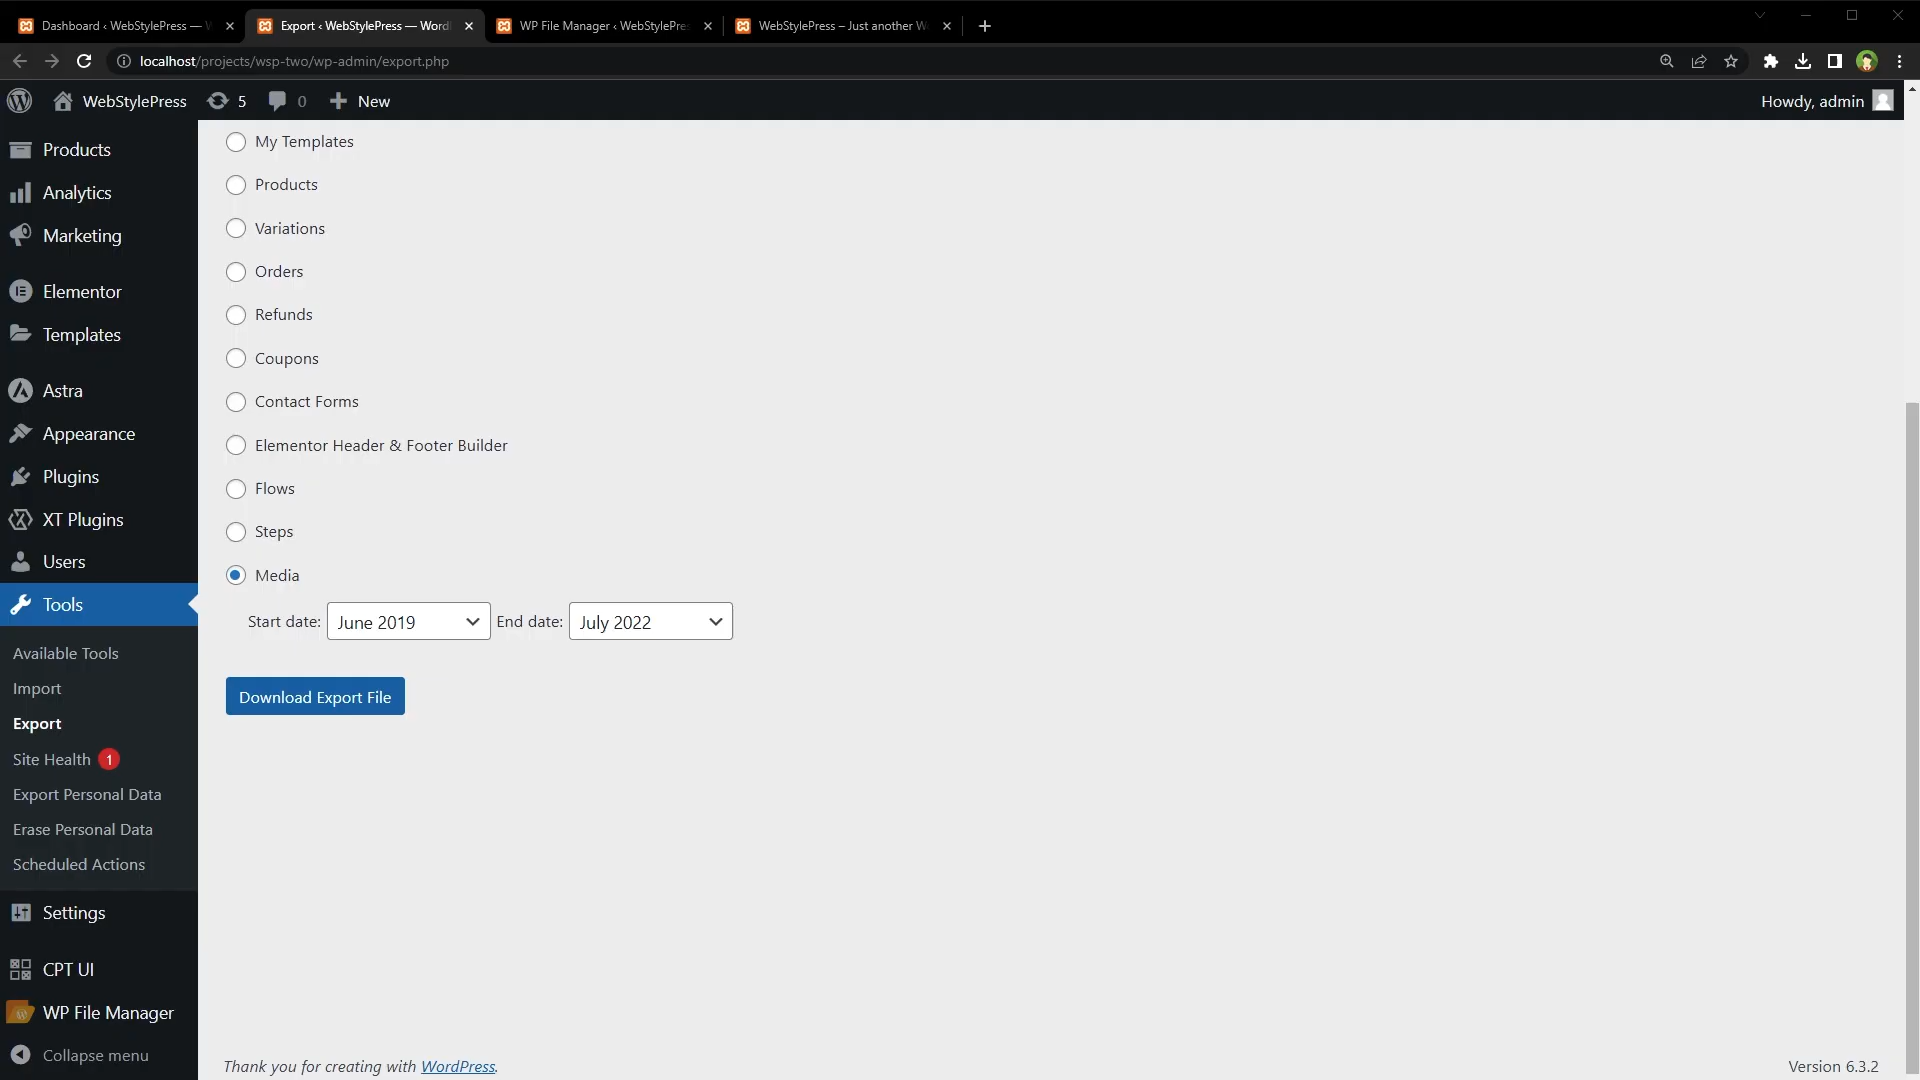 Dashboard ‹ WebStylePress —
Export ‹ WebStylePress — Word
WP File Manager ‹ WebStylePres
WebStylePress – Just another W
localhost/projects/wsp-two/wp-admin/export.php
WebStylePress
5
0
New
Howdy, admin
Products
Analytics
Marketing
Elementor
Templates
Astra
Appearance
Plugins
XT Plugins
Users
Tools
Available Tools
Import
Export
Site Health 1
Export Personal Data
Erase Personal Data
Scheduled Actions
Settings
CPT UI
WP File Manager
Collapse menu
My Templates
Products
Variations
Orders
Refunds
Coupons
Contact Forms
Elementor Header & Footer Builder
Flows
Steps
Media
Start date: June 2019 End date: July 2022
Download Export File
Thank you for creating with WordPress.
Version 6.3.2